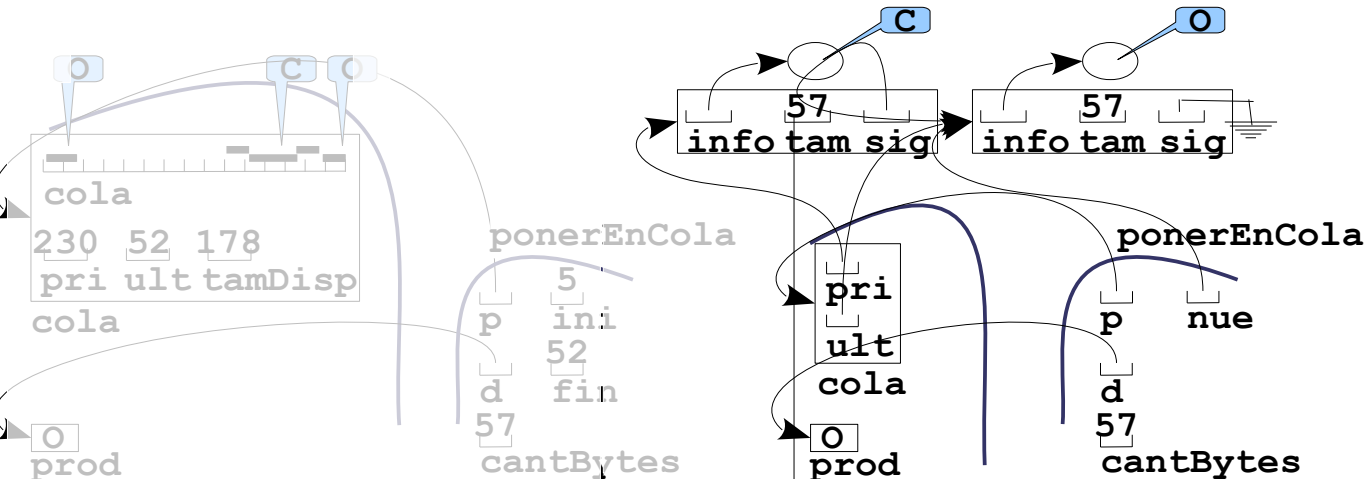 O C O
cola
230 52 178
pri ult tamDisp
cola
ponerEnCola
5
p ini
52
d fin
57
cantBytes
O
prod
C O
57
info tam sig
57
info tam sig
pri
ult
cola
ponerEnCola
p nue
d
57
cantBytes
O
prod